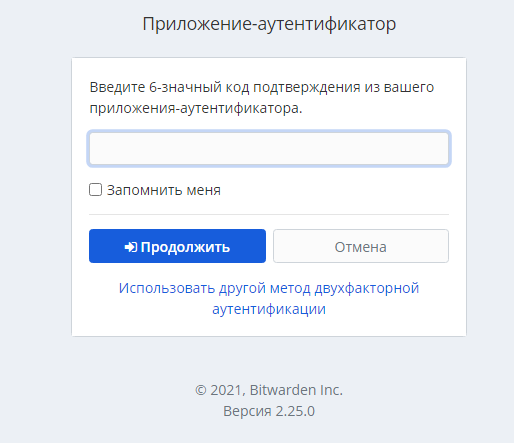 Приложение-аутентификатор
Введите 6-значный код подтверждения из вашего
приложения-аутентификатора.
Запомнить меня
Продолжить
Отмена
Использовать другой метод двухфакторной
аутентификации
© 2021, Bitwarden Inc.
Версия 2.25.0